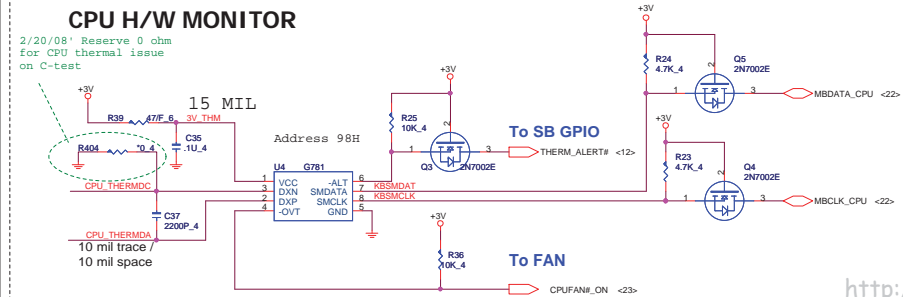 CPU H/W MONITOR
2/20/08' Reserve 0 ohm
for CPU thermal issue
on C-test
+3V
15 MIL
R39
47/F_6
3V_THM
C35
.1U_4
R404
*0_4
Address 98H
U4
G781
CPU_THERMDC
CPU_THERMDA
C37
2200P_4
10 mil trace /
10 mil space
1
3
2
4
VCC
DXN
DXP
-OVT
-ALT
SMDATA
SMCLK
GND
6
7
8
5
KBSMDAT
KBSMCLK
+3V
R25
10K_4
2
1
3
Q3
2N7002E
To SB GPIO
THERM_ALERT# <12>
+3V
R36
10K_4
To FAN
CPUFAN#_ON <23>
+3V
R24
4.7K_4
Q5
2N7002E
2
1
3
MBDATA_CPU <22>
+3V
R23
4.7K_4
Q4
2N7002E
2
1
3
MBCLK_CPU <22>
http: